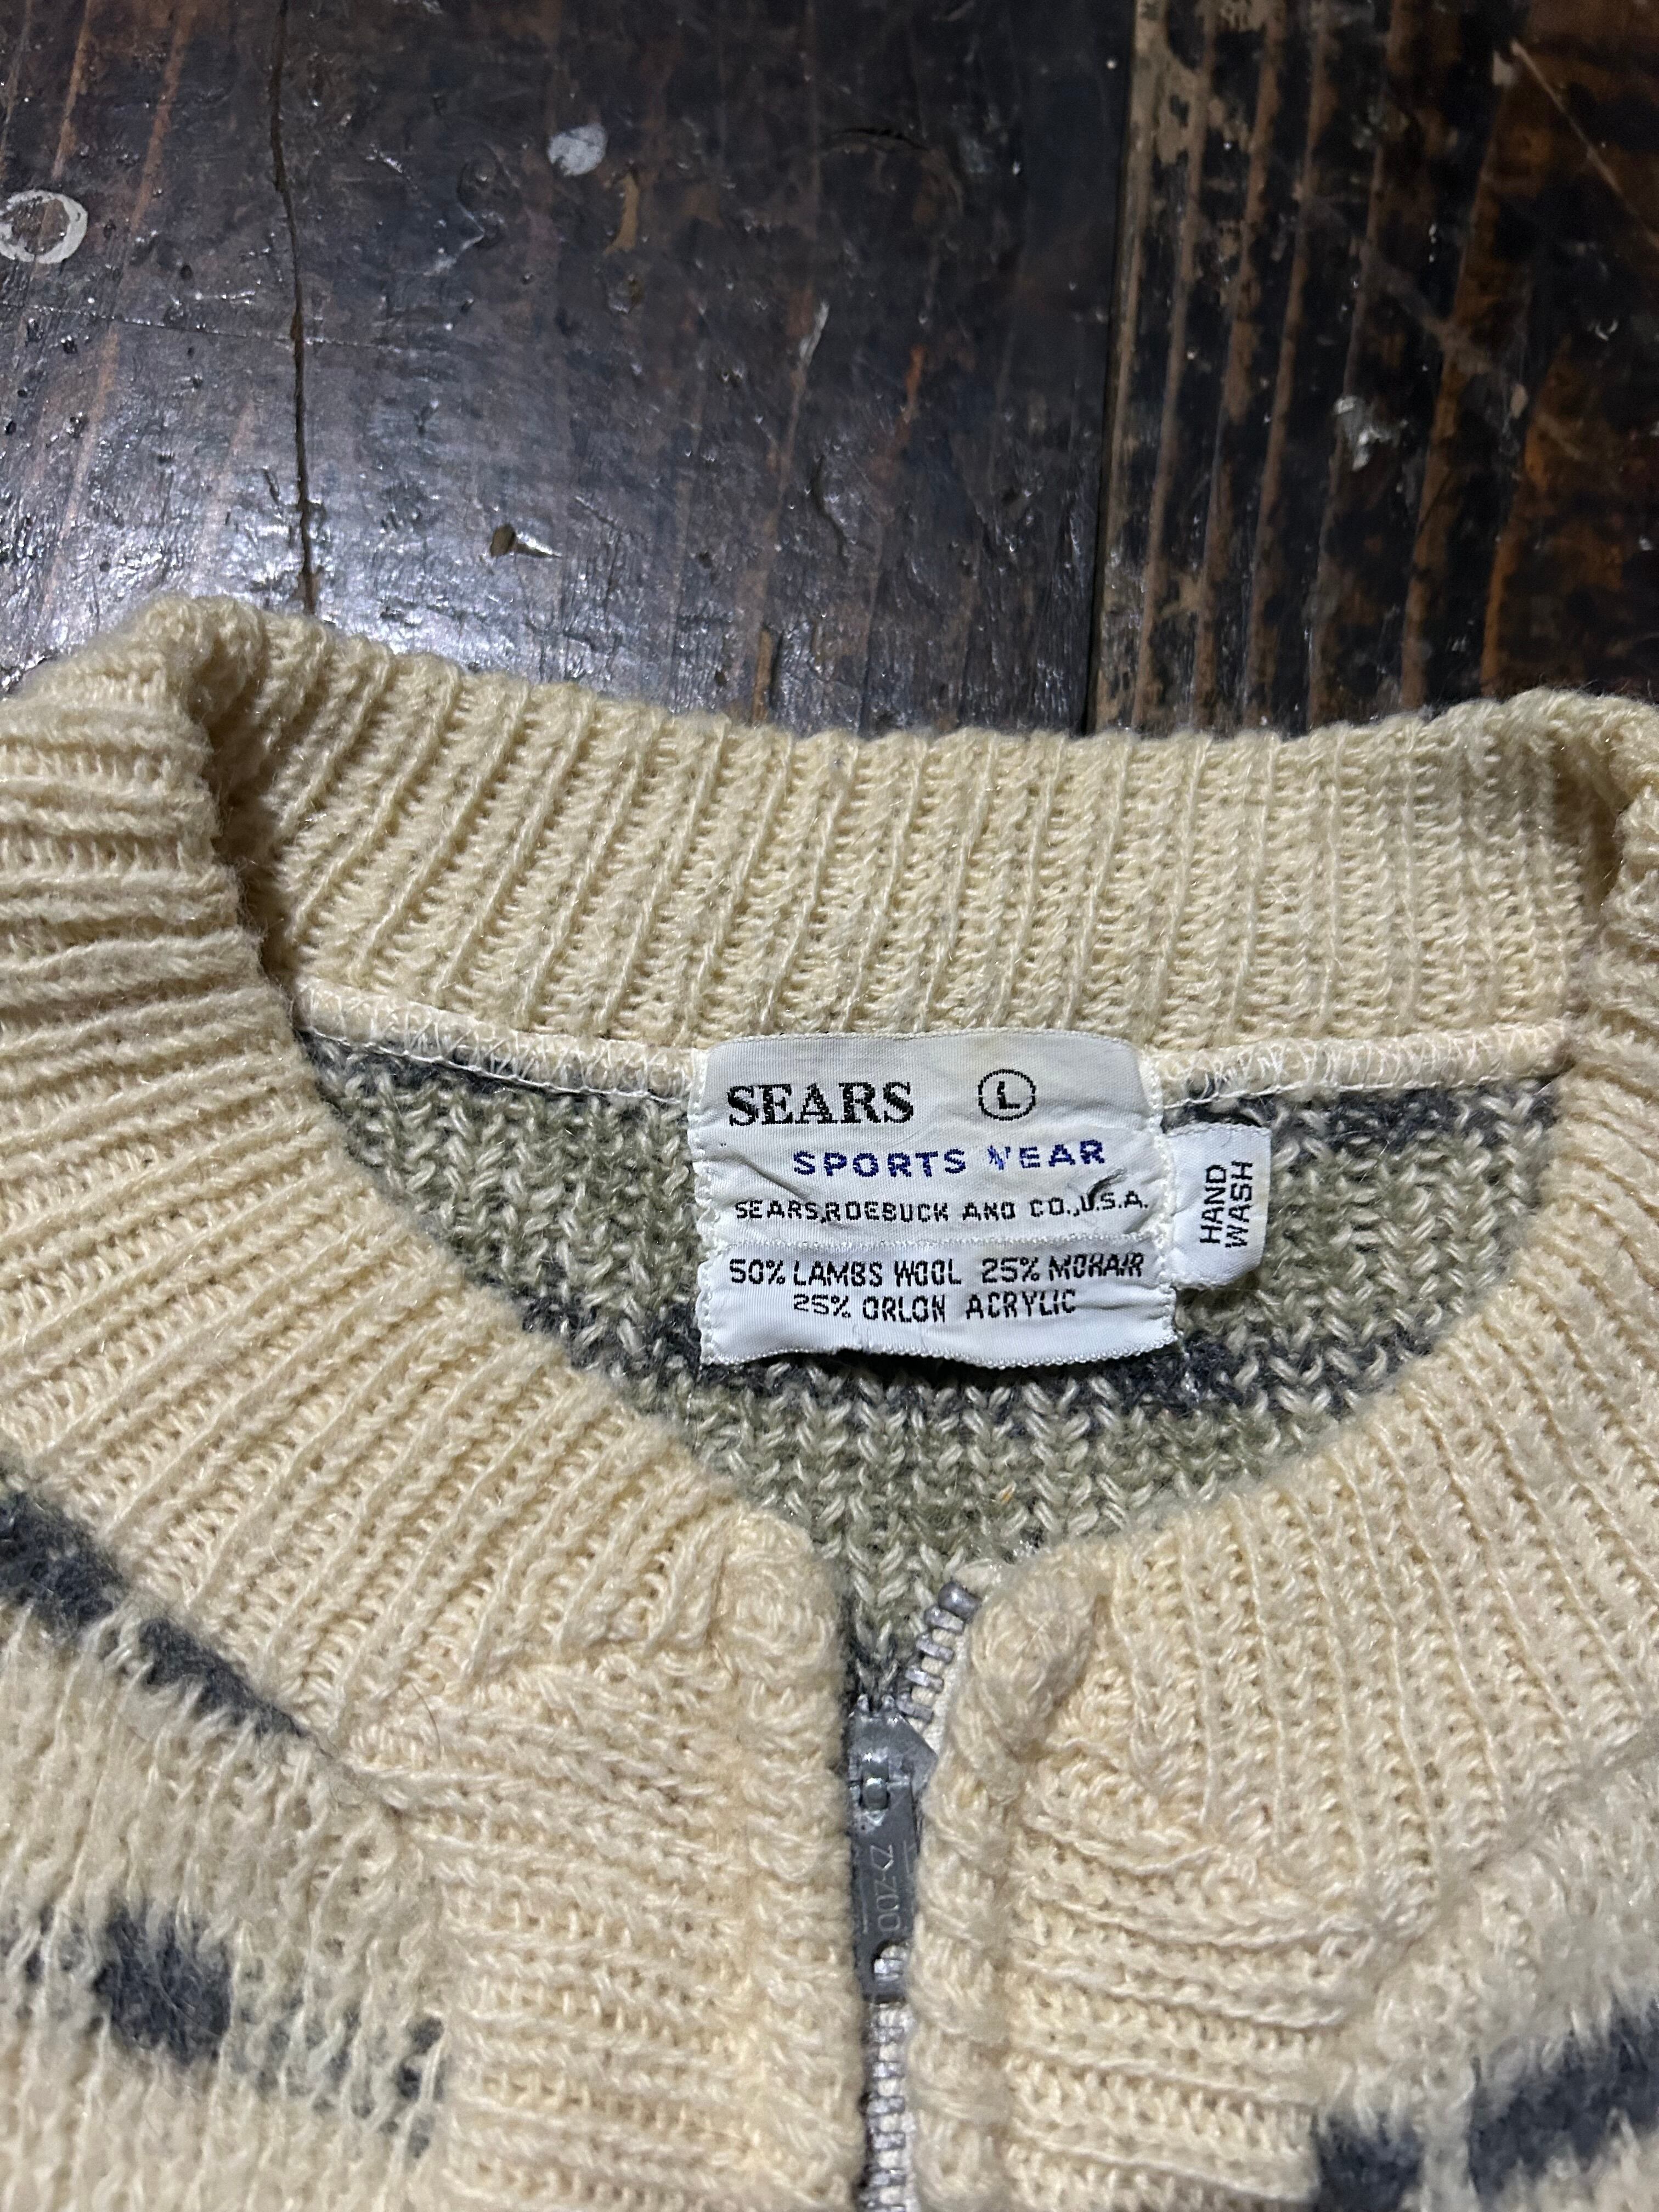 SEARS Ⓛ
SPORTS WEAR
SEARS,ROEBUCK AND CO.,U.S.A.
50% LAMBS WOOL 25% MOHAIR
25% ORLON ACRYLIC
HAND
WASH